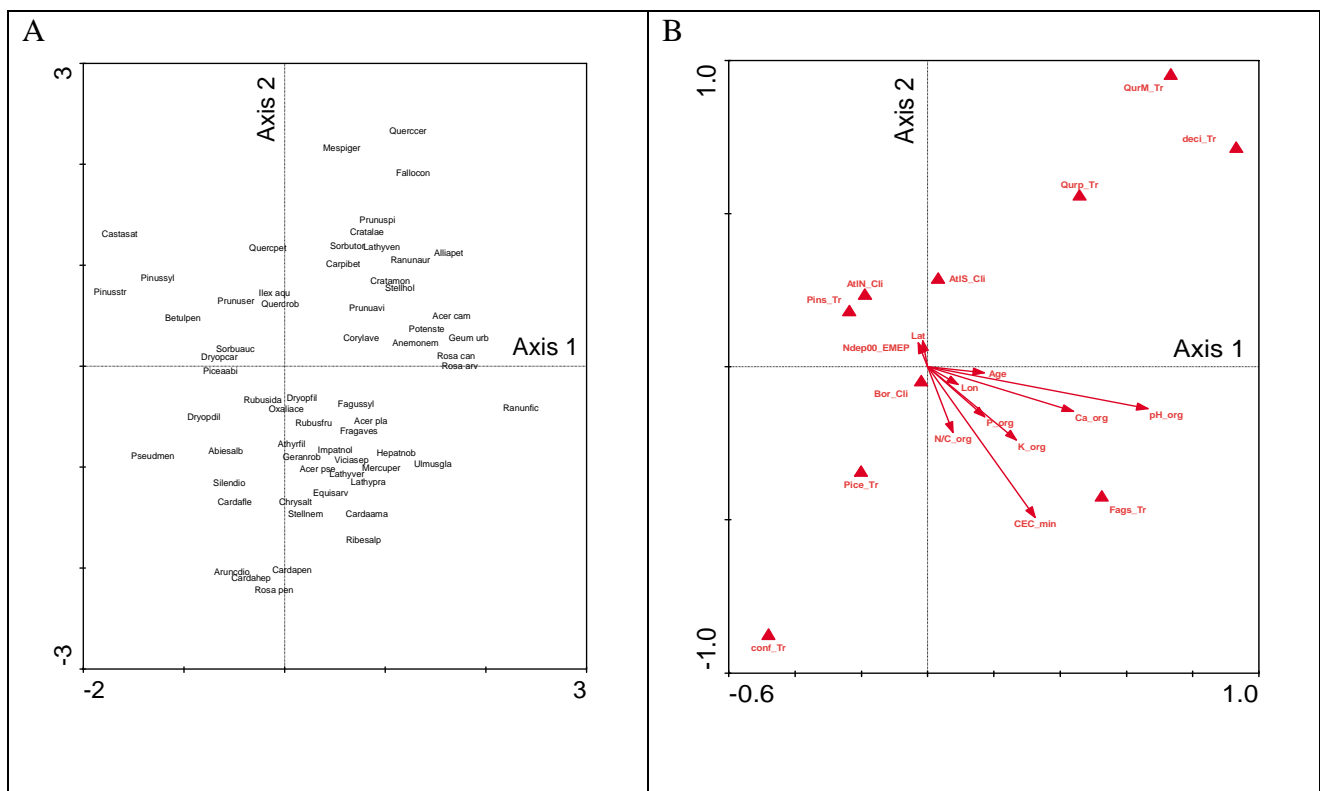 A
3
Axis 2
Querccer
Mespiger
Fallocon
Prunuspi
Cratalae
Castasat
Quercpet
Sorbutor
Lathyven
Alliapet
Ranunaur
Carpibet
Pinussyl
Cratamon
Stellhol
Pinusstr
Ilex aqu
Prunuser
Quercrob
Prunuavi
Betulpen
Acer cam
Potenste
Corylave
Geum urb
Anemonem
Axis 1
Sorbuauc
Dryopcar
Rosa can
Rosa arv
Piceaabi
Rubusida
Dryopfil
Oxaliace
Fagussyl
Ranunfic
Dryopdil
Rubusfru
Acer pla
Fragaves
Athyrfil
Abiesalb
Impatnol
Hepatnob
Pseudmen
Geranrob
Viciasep
Ulmusgla
Acer pse
Mercuper
Lathyver
Silendio
Lathypra
Equisarv
Cardafle
Chrysalt
Stellnem
Cardaama
Ribesalp
Aruncdio
Cardapen
Cardahep
Rosa pen
-3
-2
3
B
1.0
Axis 2
QurM_Tr
deci_Tr
Qurp_Tr
AtlS_Cli
AtlN_Cli
Pins_Tr
Lat
Ndep00_EMEP
Axis 1
Age
Lon
Bor_Cli
P_org
Ca_org
pH_org
N/C_org
K_org
Pice_Tr
Fags_Tr
CEC_min
conf_Tr
-1.0
-0.6
1.0